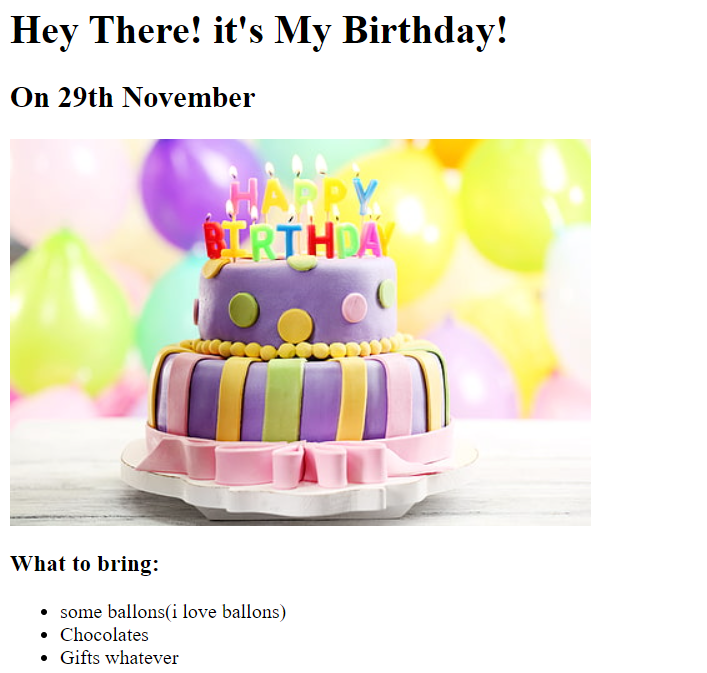 Hey There! it's My Birthday!
On 29th November
HAPPY
BIRTHDAY
What to bring:
some ballons(i love ballons)
Chocolates
Gifts whatever